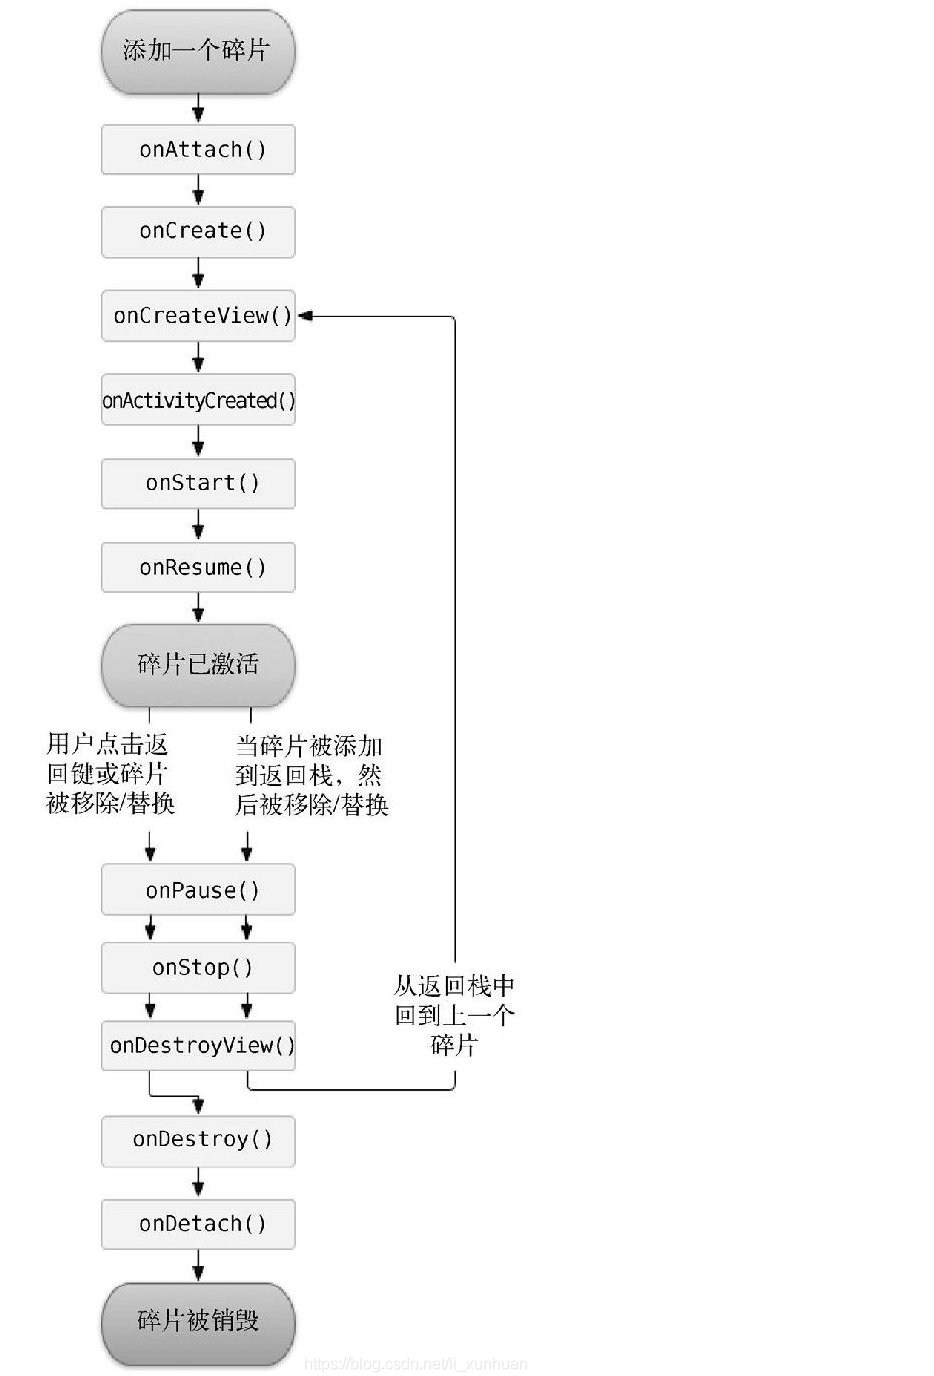 添加一个碎片
onAttach()
onCreate()
onCreateView()
onActivityCreated()
onStart()
onResume()
碎片已激活
用户点击返
回键或碎片
被移除/替换
当碎片被添加
到返回栈，然
后被移除/替换
onPause()
onStop()
onDestroyView()
从返回栈中
回到上一个
碎片
onDestroy()
onDetach()
碎片被销毁
https://blog.csdn.net/li_xunhuan